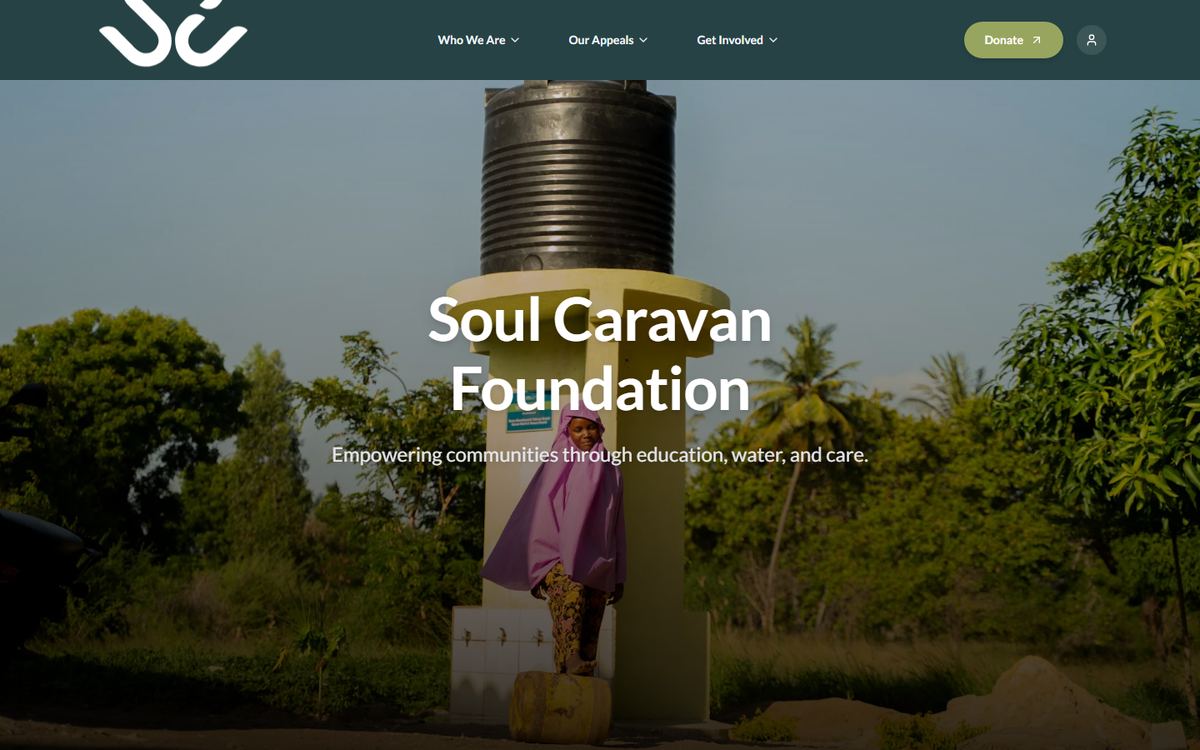 Who We Are
Our Appeals
Get Involved
Donate
Soul Caravan
Foundation
Empowering communities through education, water, and care.